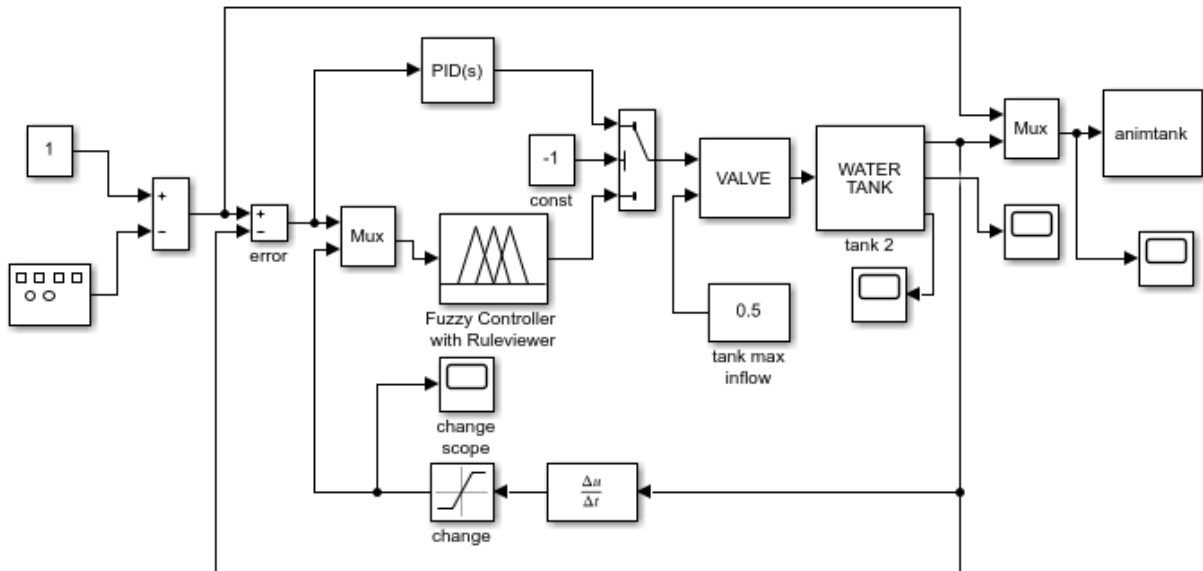 PID(s)
1
+
−
+
−
error
Mux
-1
const
Fuzzy Controller
with Ruleviewer
VALVE
WATER
TANK
tank 2
0.5
tank max
inflow
Mux
animtank
change
scope
change
Δu
Δt